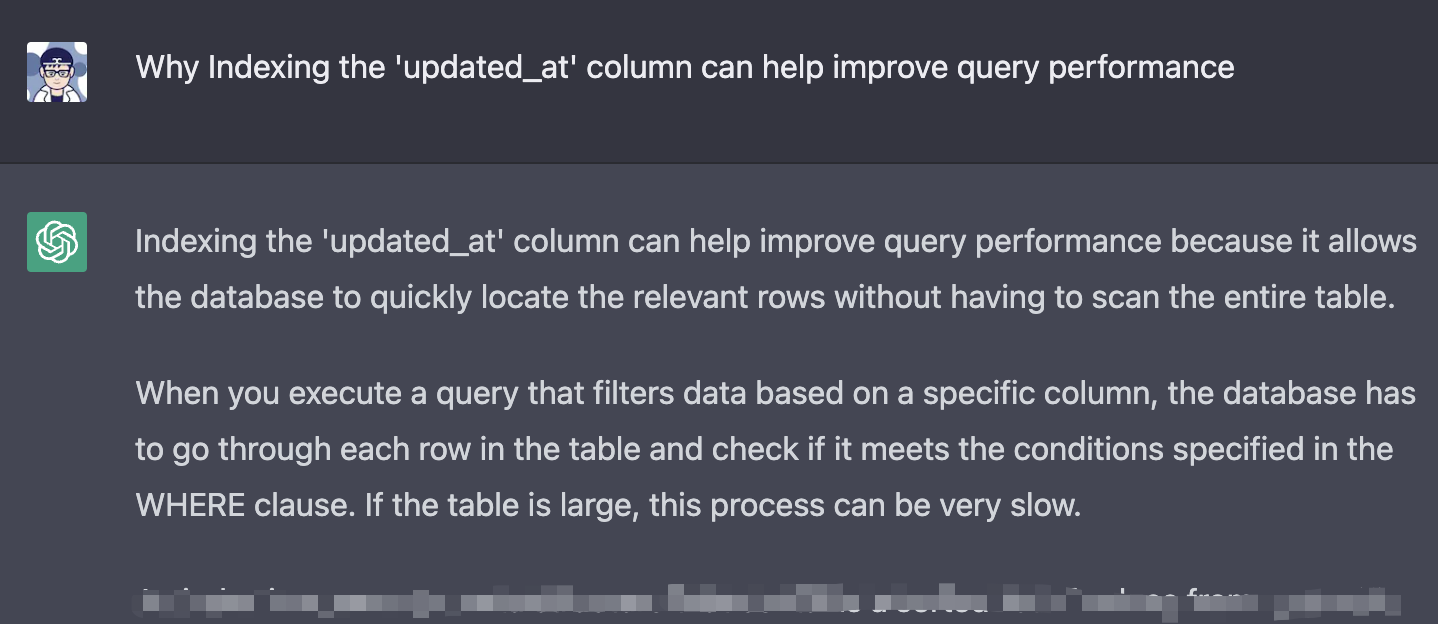 Why Indexing the 'updated_at' column can help improve query performance
Indexing the 'updated_at' column can help improve query performance because it allows
the database to quickly locate the relevant rows without having to scan the entire table.
When you execute a query that filters data based on a specific column, the database has
to go through each row in the table and check if it meets the conditions specified in the
WHERE clause. If the table is large, this process can be very slow.
a sorted from